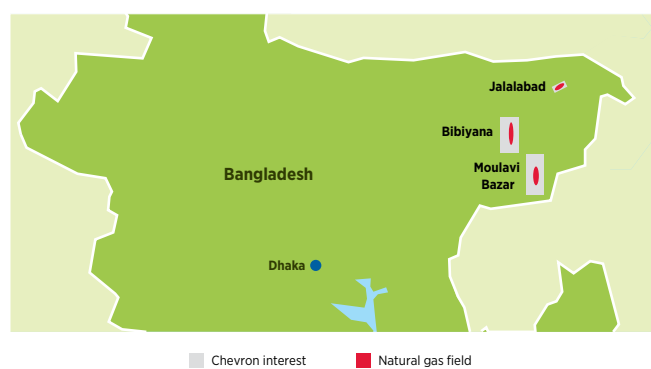 Jalalabad
Bibiyana
Moulavi
Bazar
Bangladesh
Dhaka
Chevron interest
Natural gas field